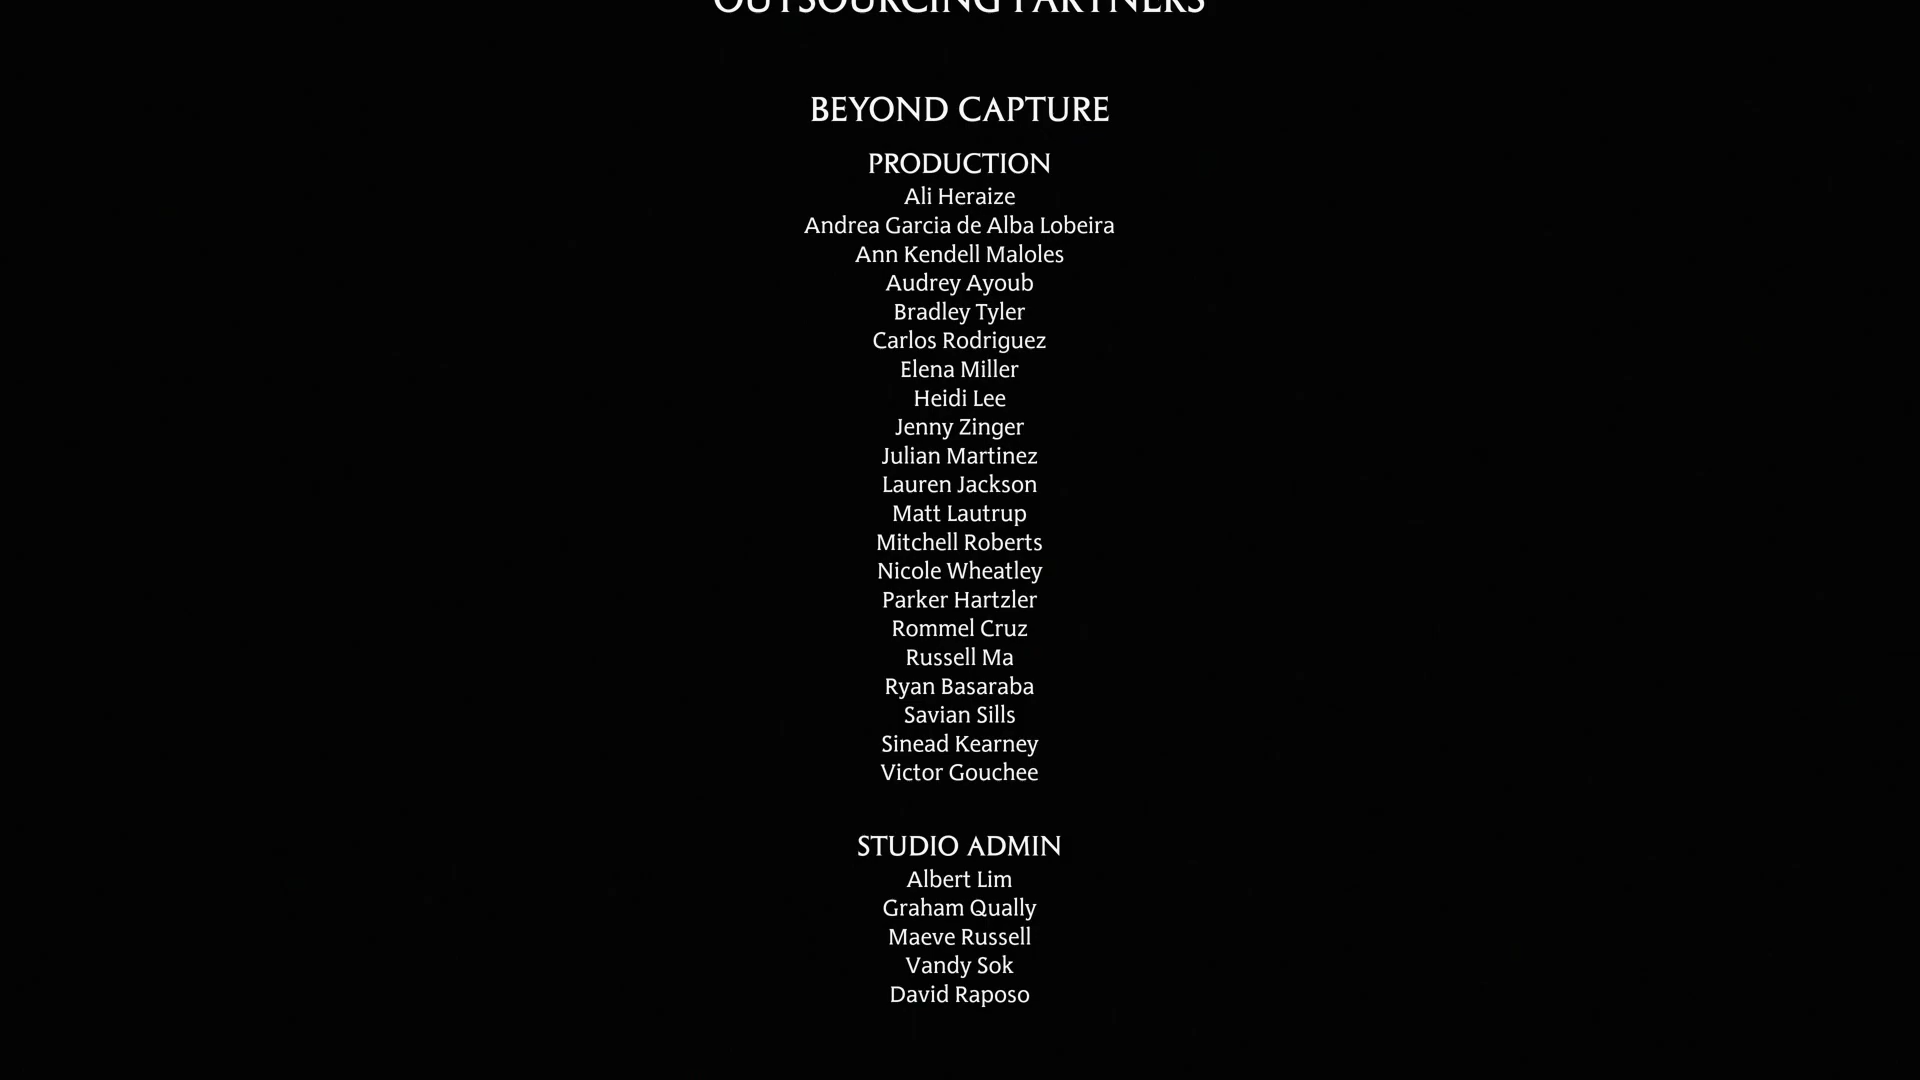 OUTSOURCING PARTNERS
BEYOND CAPTURE
PRODUCTION
Ali Heraize
Andrea Garcia de Alba Lobeira
Ann Kendell Maloles
Audrey Ayoub
Bradley Tyler
Carlos Rodriguez
Elena Miller
Heidi Lee
Jenny Zinger
Julian Martinez
Lauren Jackson
Matt Lautrup
Mitchell Roberts
Nicole Wheatley
Parker Hartzler
Rommel Cruz
Russell Ma
Ryan Basaraba
Savian Sills
Sinead Kearney
Victor Gouchee
STUDIO ADMIN
Albert Lim
Graham Qually
Maeve Russell
Vandy Sok
David Raposo